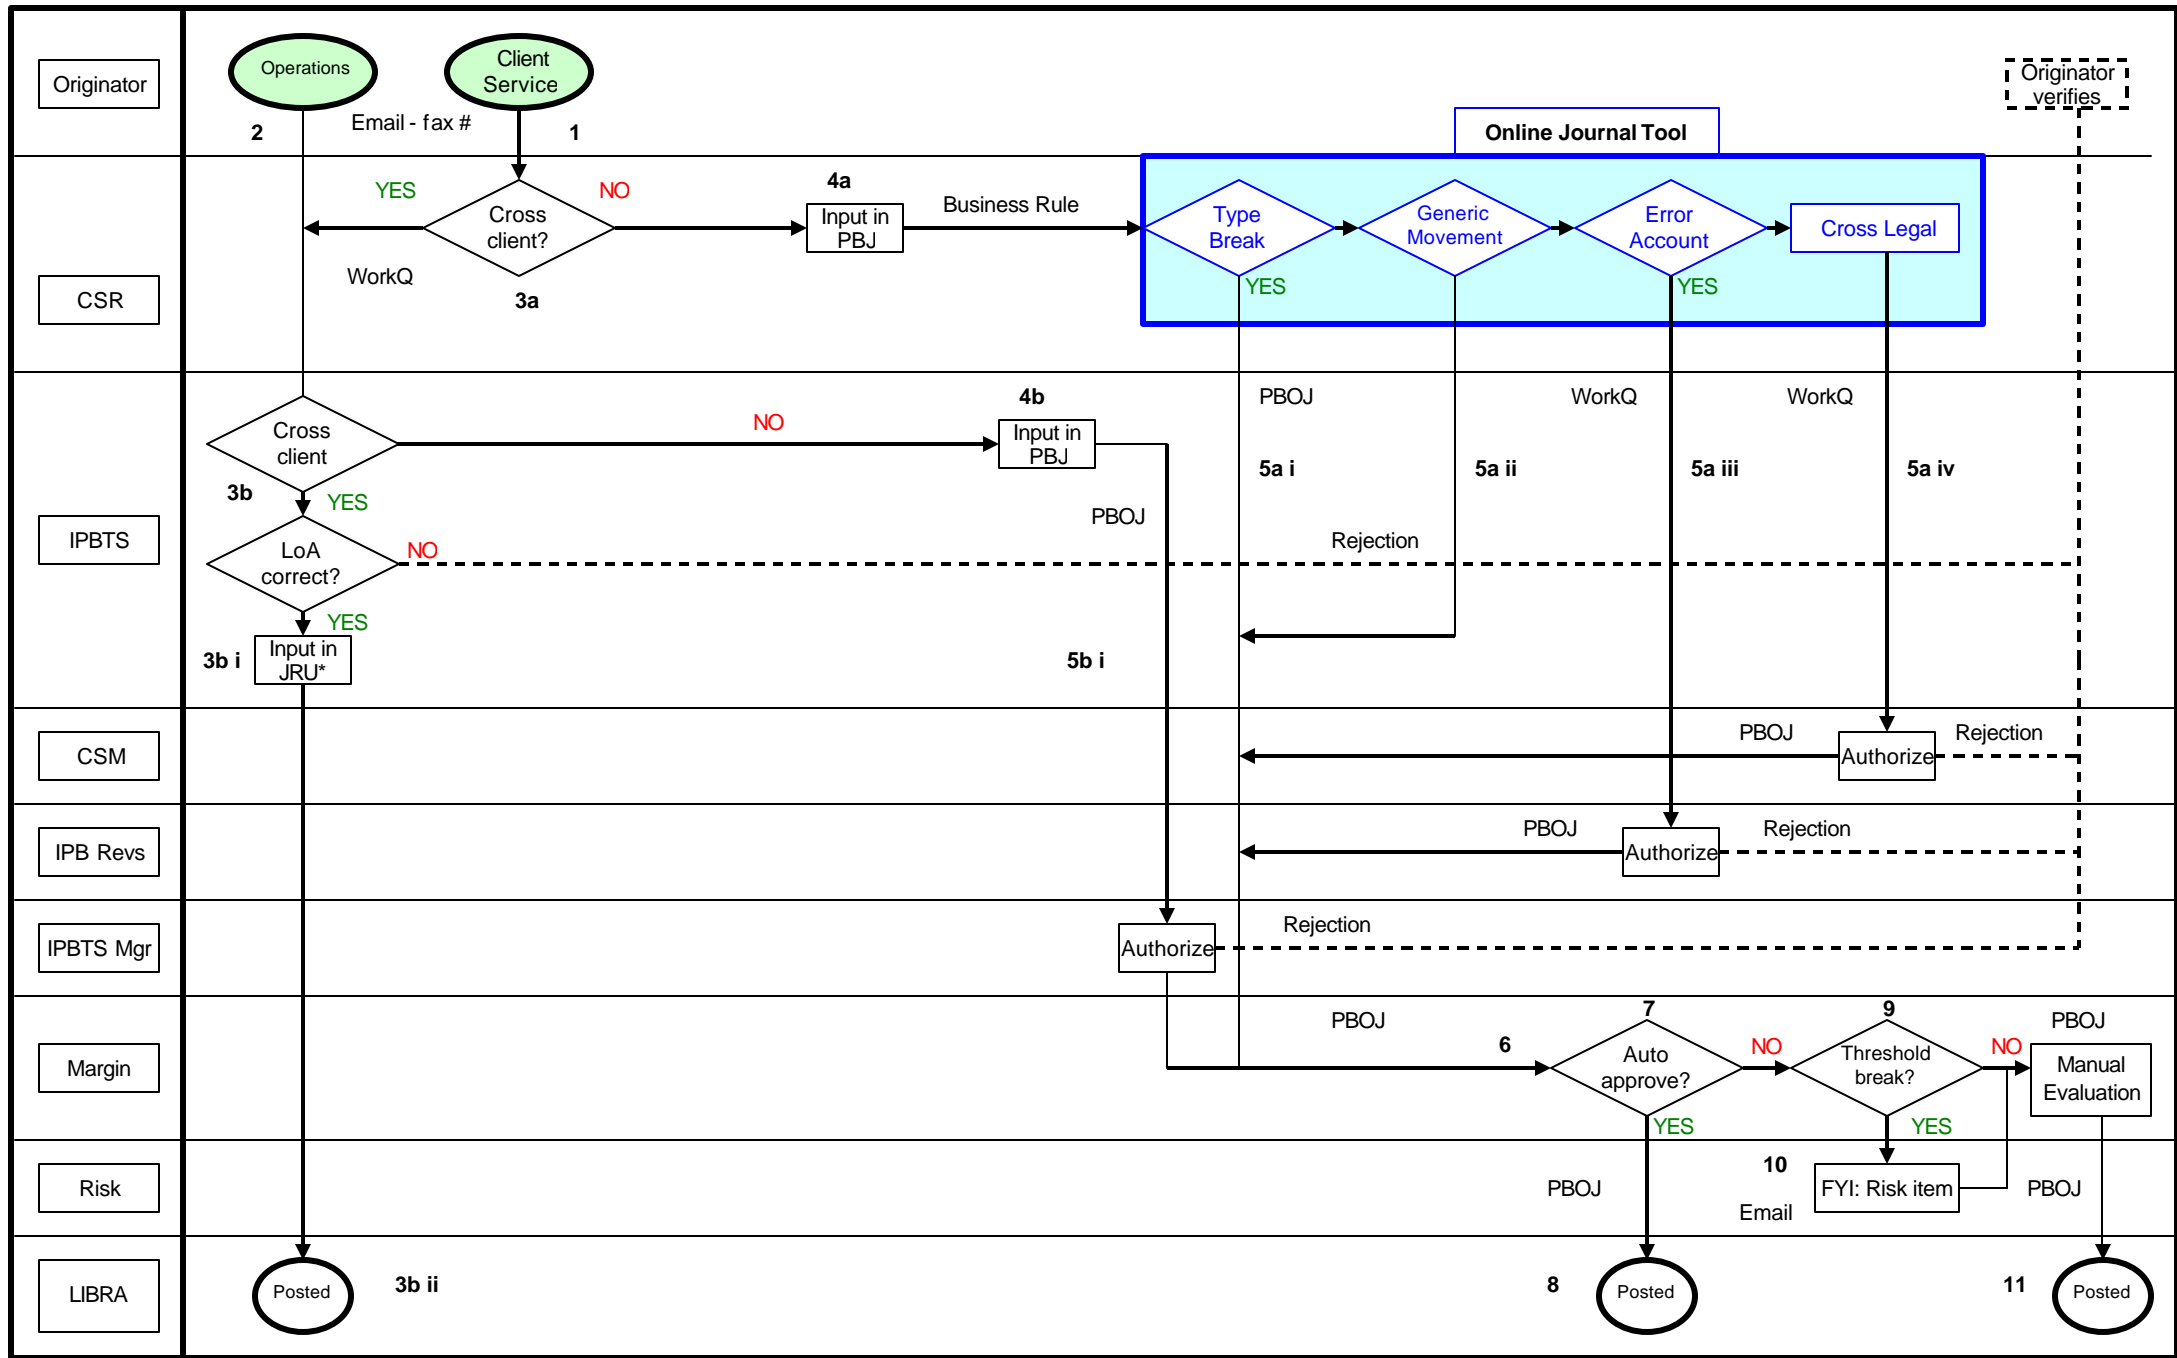 Originator
Operations
Client
Service
Originator
verifies
2
Email - fax #
1
Online Journal Tool
CSR
YES
NO
4a
Cross
client?
Input in
PBJ
Business Rule
Type
Break
Generic
Movement
Error
Account
Cross Legal
WorkQ
3a
YES
YES
IPBTS
Cross
client
NO
4b
Input in
PBJ
PBOJ
WorkQ
WorkQ
3b
YES
5a i
5a ii
5a iii
5a iv
PBOJ
LoA
correct?
NO
Rejection
YES
3b i
Input in
JRU*
5b i
CSM
PBOJ
Authorize
Rejection
IPB Revs
PBOJ
Authorize
Rejection
IPBTS Mgr
Authorize
Rejection
Margin
PBOJ
6
7
Auto
approve?
NO
9
Threshold
break?
NO
PBOJ
Manual
Evaluation
YES
YES
Risk
PBOJ
10
Email
FYI: Risk item
PBOJ
LIBRA
Posted
3b ii
8
Posted
11
Posted